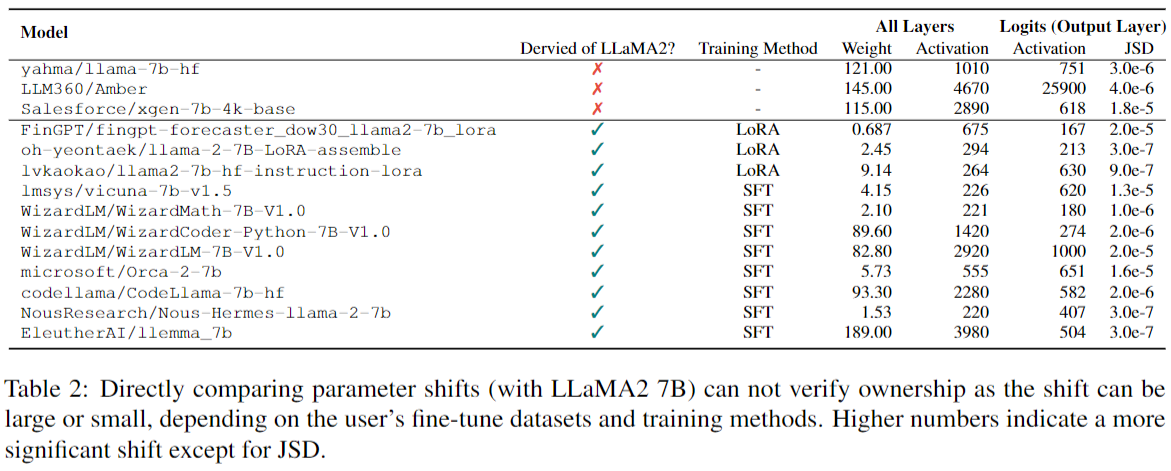 Model All Layers Logits (Output Layer)
Dervied of LLaMA2? Training Method Weight Activation Activation JSD
yahma/llama-7b-hf ✗ - 121.00 1010 751 3.0e-6
LLM360/Amber ✗ - 145.00 4670 25900 4.0e-6
Salesforce/xgen-7b-4k-base ✗ - 115.00 2890 618 1.8e-5
FinGPT/fingpt-forecaster_dow30_llama2-7b_lora ✓ LoRA 0.687 675 167 2.0e-5
oh-yeontaek/llama-2-7B-LoRA-assemble ✓ LoRA 2.45 294 213 3.0e-7
lvkaokao/llama2-7b-hf-instruction-lora ✓ LoRA 9.14 264 630 9.0e-7
lmsys/vicuna-7b-v1.5 ✓ SFT 4.15 226 620 1.3e-5
WizardLM/WizardMath-7B-V1.0 ✓ SFT 2.10 221 180 1.0e-6
WizardLM/WizardCoder-Python-7B-V1.0 ✓ SFT 89.60 1420 274 2.0e-6
WizardLM/WizardLM-7B-V1.0 ✓ SFT 82.80 2920 1000 2.0e-5
microsoft/Orca-2-7b ✓ SFT 5.73 555 651 1.6e-5
codellama/CodeLlama-7b-hf ✓ SFT 93.30 2280 582 2.0e-6
NousResearch/Nous-Hermes-llama-2-7b ✓ SFT 1.53 220 407 3.0e-7
EleutherAI/llemma_7b ✓ SFT 189.00 3980 504 3.0e-7
Table 2: Directly comparing parameter shifts (with LLaMA2 7B) can not verify ownership as the shift can be
large or small, depending on the user's fine-tune datasets and training methods. Higher numbers indicate a more
significant shift except for JSD.